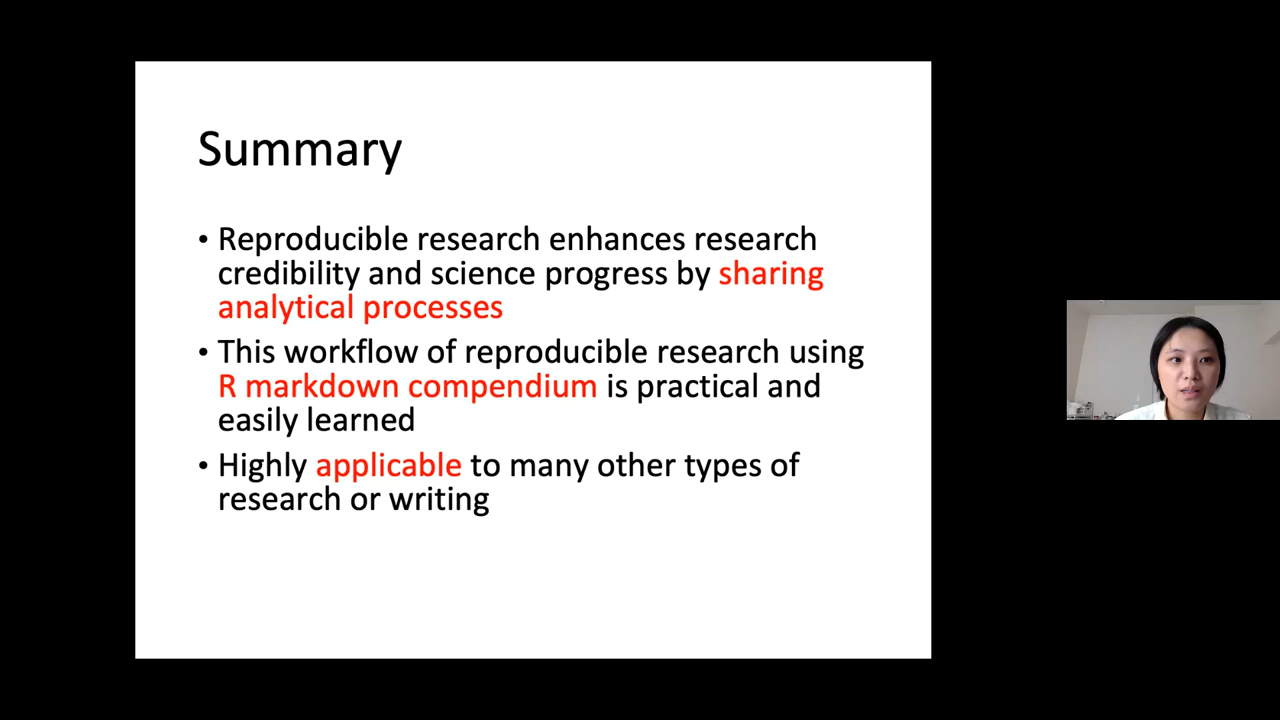 Summary
• Reproducible research enhances research
credibility and science progress by sharing
analytical processes
• This workflow of reproducible research using
R markdown compendium is practical and
easily learned
• Highly applicable to many other types of
research or writing